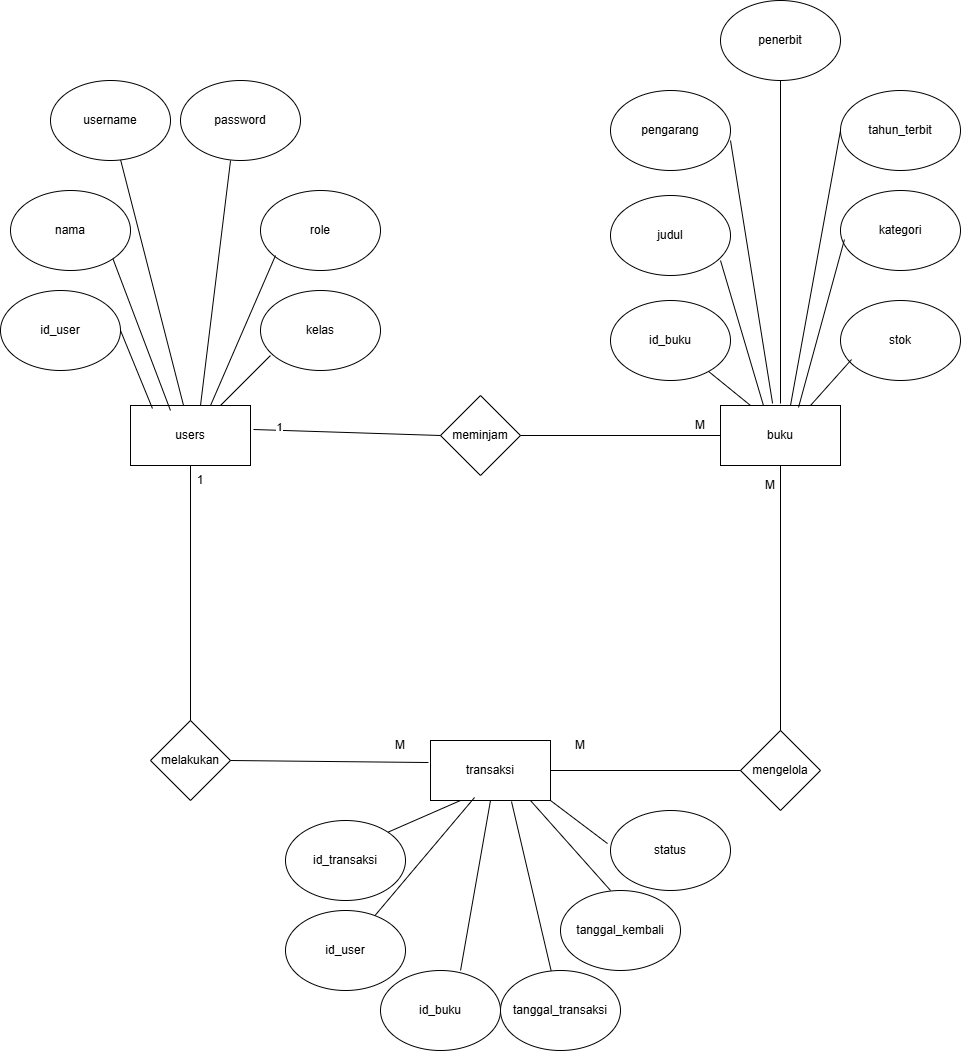 penerbit
username
password
pengarang
tahun_terbit
nama
role
judul
kategori
id_user
kelas
id_buku
stok
users
1
meminjam
M
buku
1
M
melakukan
M
transaksi
M
mengelola
id_transaksi
status
id_user
tanggal_kembali
id_buku
tanggal_transaksi